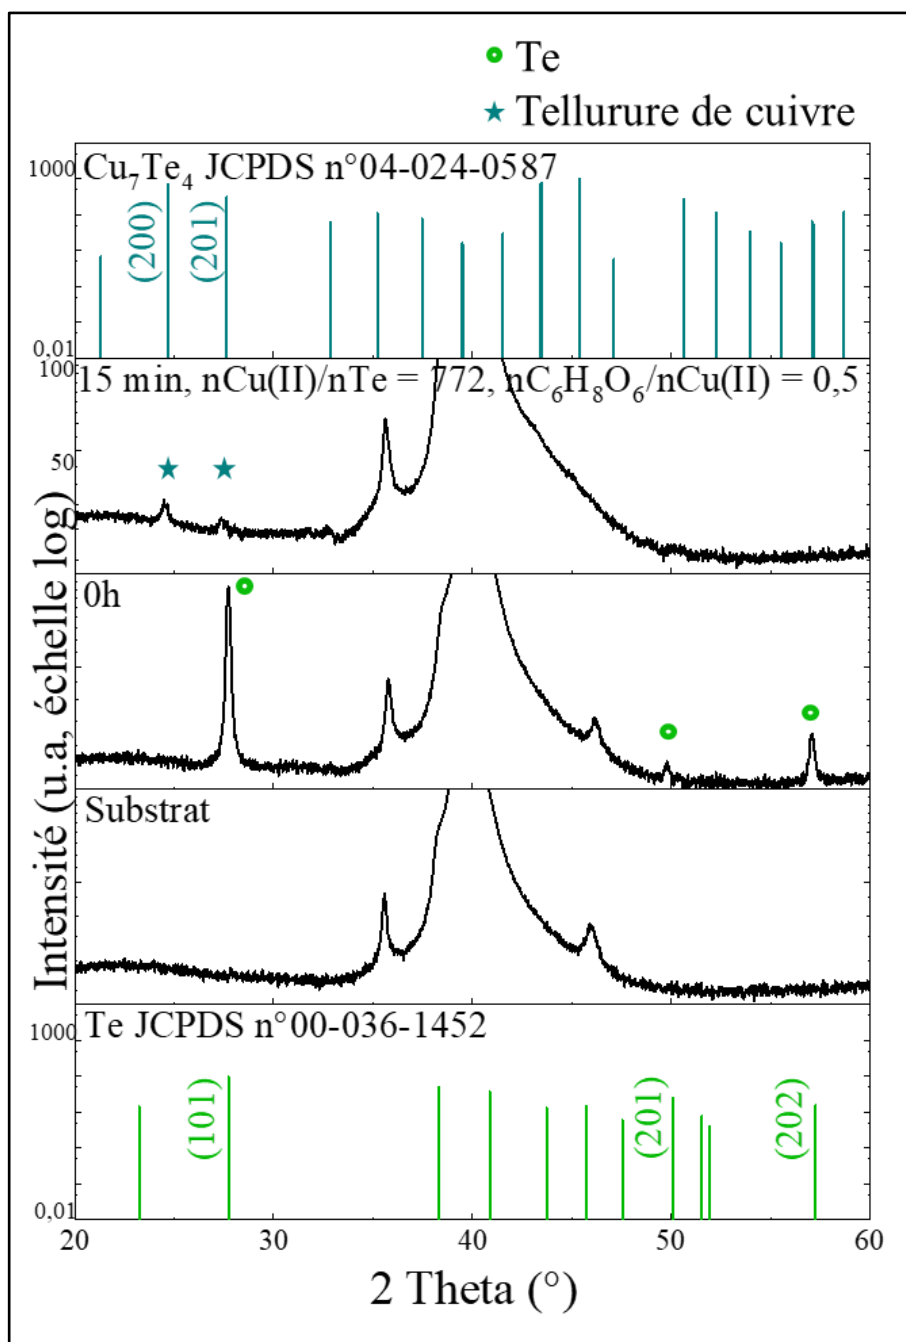 Te
Tellurure de cuivre
Cu₇Te₄ JCPDS n°04-024-0587
1000
(200)
(201)
0,01
100
15 min, nCu(II)/nTe = 772, nC₆H₈O₆/nCu(II) = 0,5
50
0
0h
Substrat
Intensité (u.a, échelle log)
Te JCPDS n°00-036-1452
1000
(101)
(201)
(202)
0,01
20 30 40 50 60
2 Theta (°)